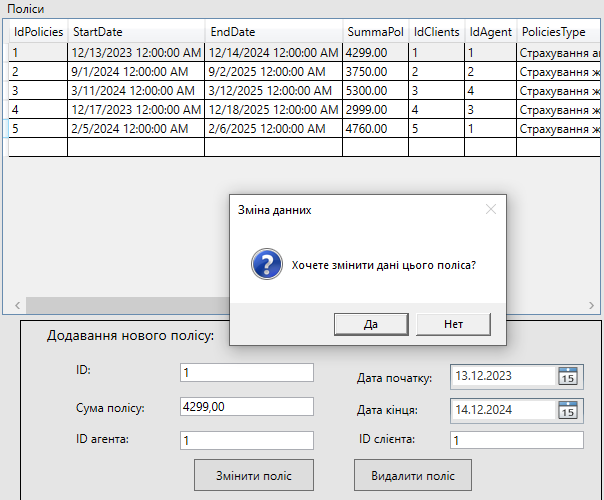 Поліси
IdPolicies StartDate EndDate SummaPol IdClients IdAgent PoliciesType
1 12/13/2023 12:00:00 AM 12/14/2024 12:00:00 AM 4299.00 1 1 Страхування ав
2 9/1/2024 12:00:00 AM 9/2/2025 12:00:00 AM 3750.00 2 2 Страхування ж
3 3/11/2024 12:00:00 AM 3/12/2025 12:00:00 AM 5300.00 3 4 Страхування ж
4 12/17/2023 12:00:00 AM 12/18/2025 12:00:00 AM 2999.00 4 3 Страхування ж
5 2/5/2024 12:00:00 AM 2/6/2025 12:00:00 AM 4760.00 5 1 Страхування ж
Зміна данних
Хочете змінити дані цього поліса?
Да Нет
Додавання нового полісу:
ID: 1 Дата початку: 13.12.2023 15
Сума полісу: 4299,00 Дата кінця: 14.12.2024 15
ID агента: 1 ID слієнта: 1
Змінити поліс Видалити поліс